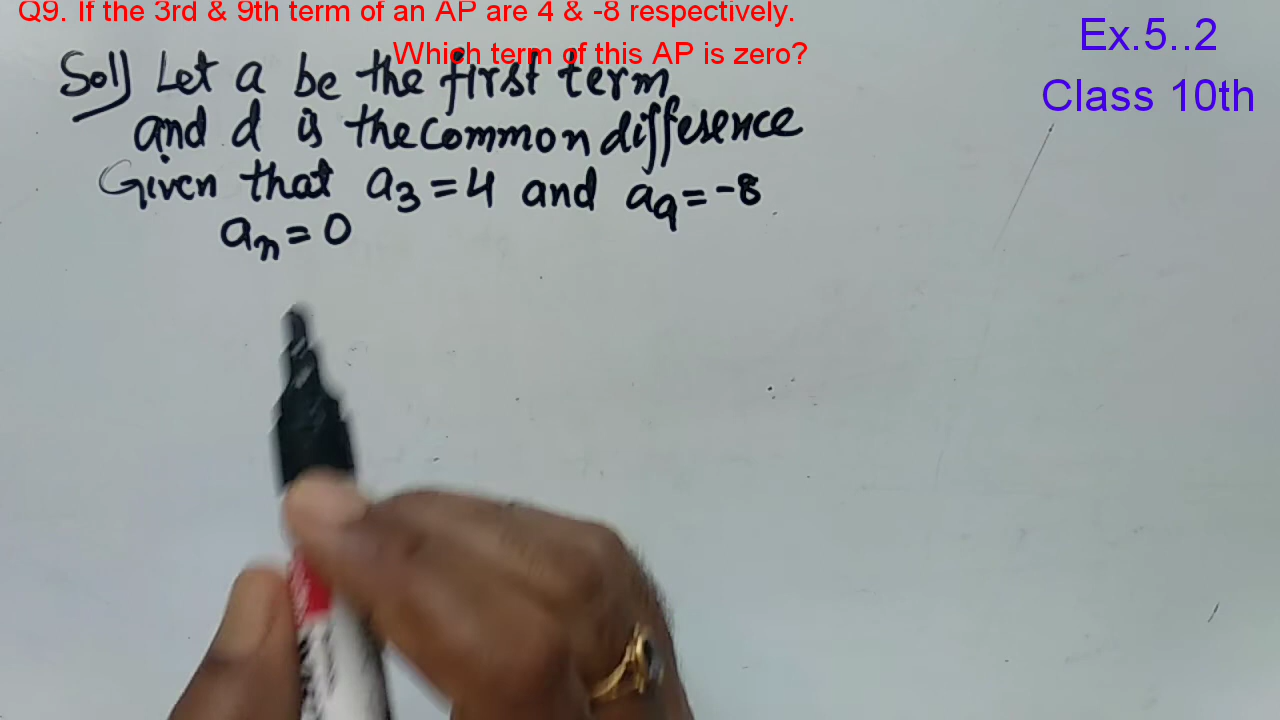 Q9. If the 3rd & 9th term of an AP are 4 & -8 respectively.
Which term of this AP is zero?
Ex.5..2
Class 10th
Sol) Let a be the first term
and d is the common difference
Given that a₃=4 and a₉=-8
aₙ=0